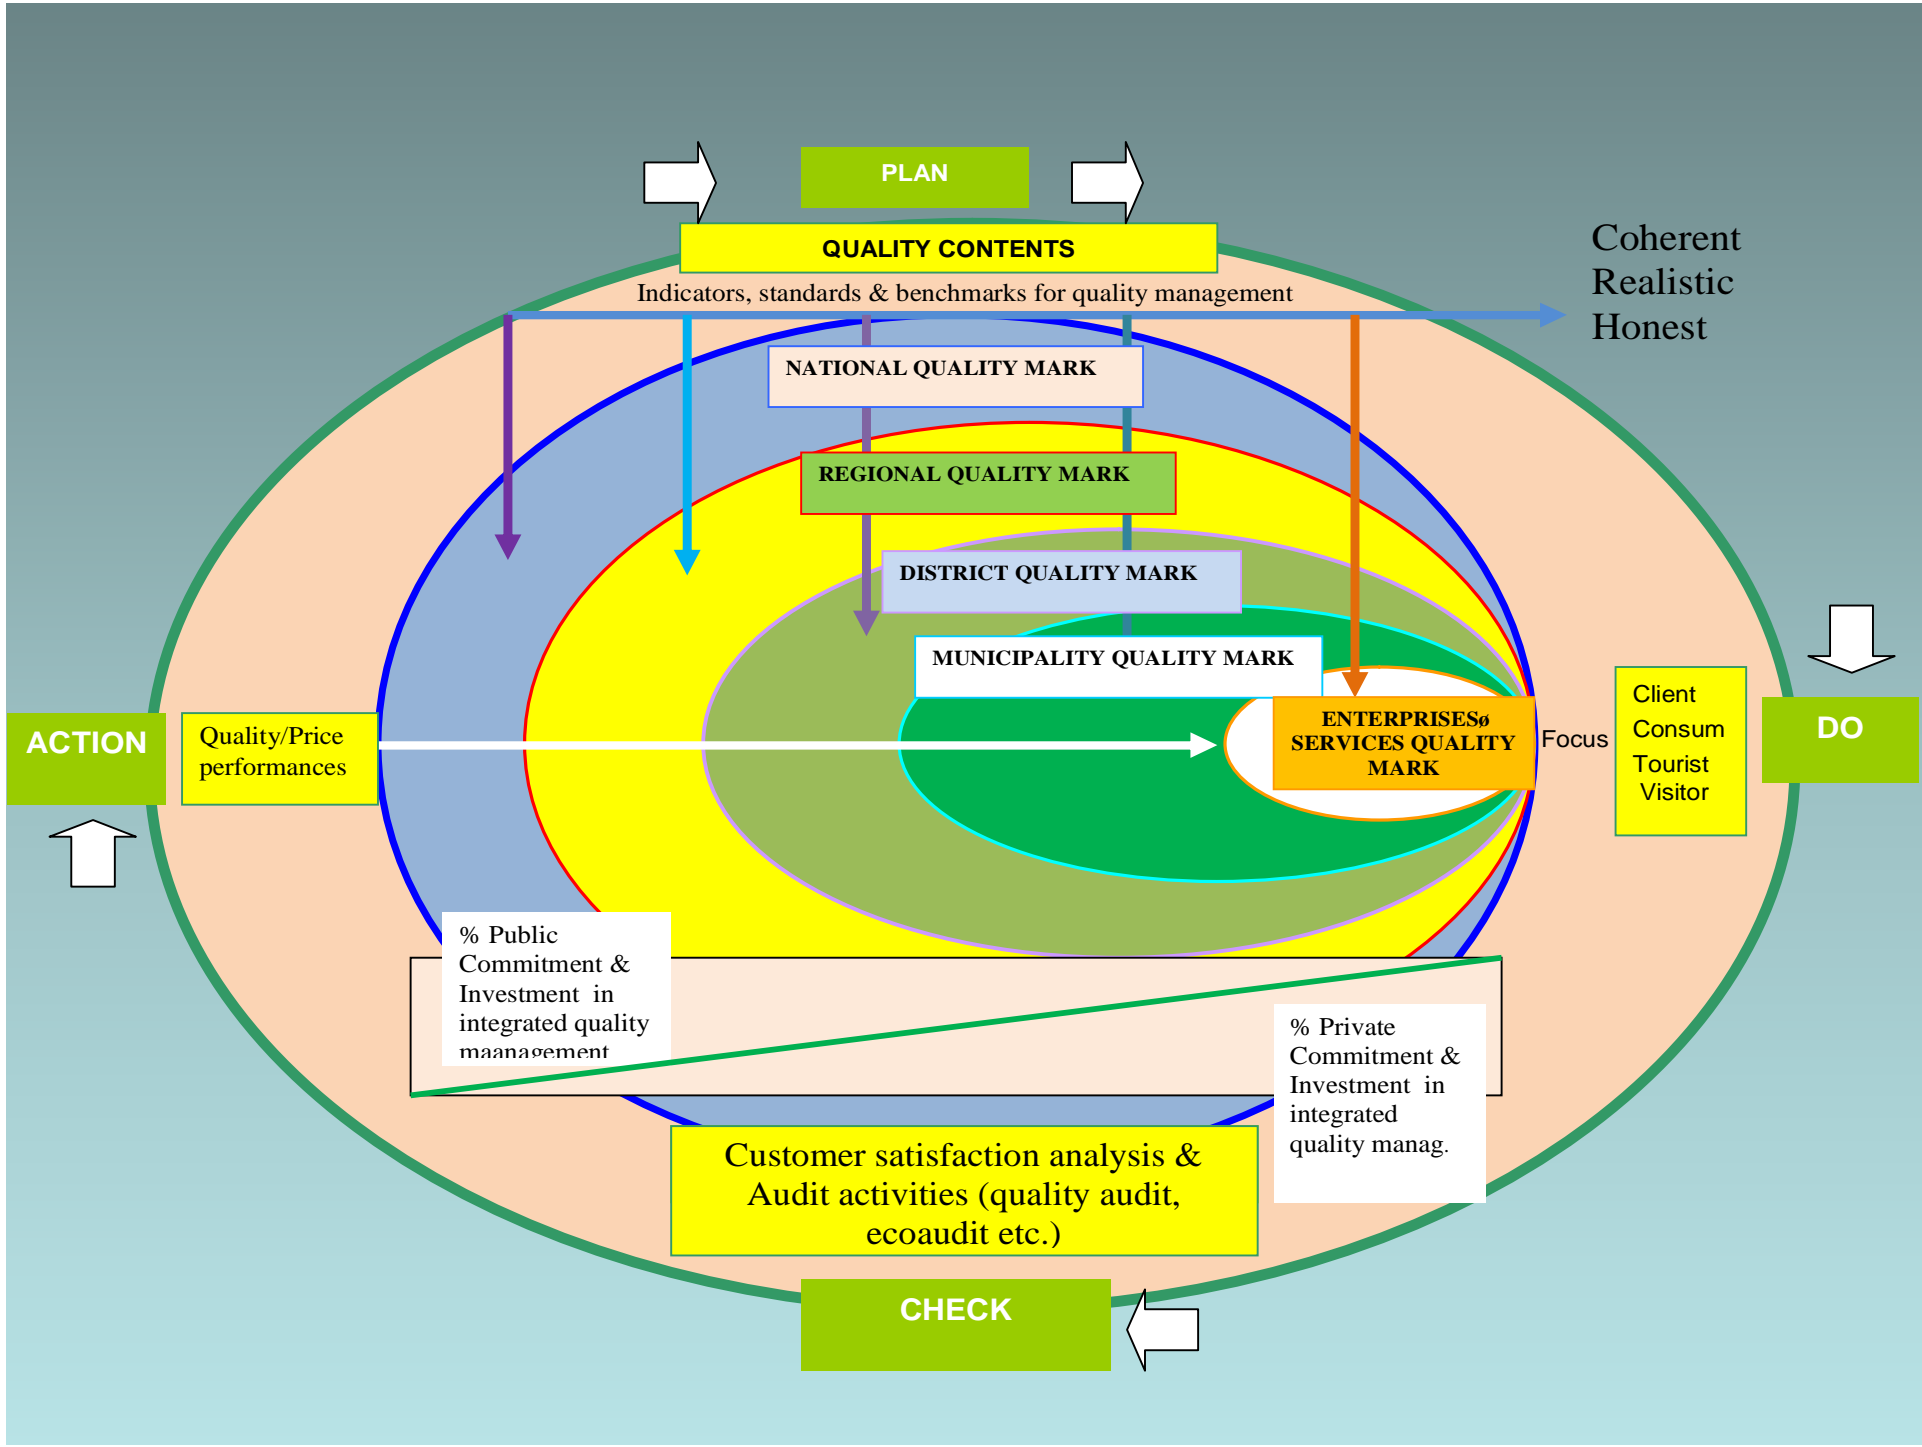 PLAN
QUALITY CONTENTS
Indicators, standards & benchmarks for quality management
Coherent
Realistic
Honest
NATIONAL QUALITY MARK
REGIONAL QUALITY MARK
DISTRICT QUALITY MARK
MUNICIPALITY QUALITY MARK
ENTERPRISESø
SERVICES QUALITY
MARK
Focus
Client
Consum
Tourist
Visitor
DO
ACTION
Quality/Price
performances
% Public
Commitment &
Investment in
integrated quality
maanagement
% Private
Commitment &
Investment in
integrated
quality manag.
Customer satisfaction analysis &
Audit activities (quality audit,
ecoaudit etc.)
CHECK